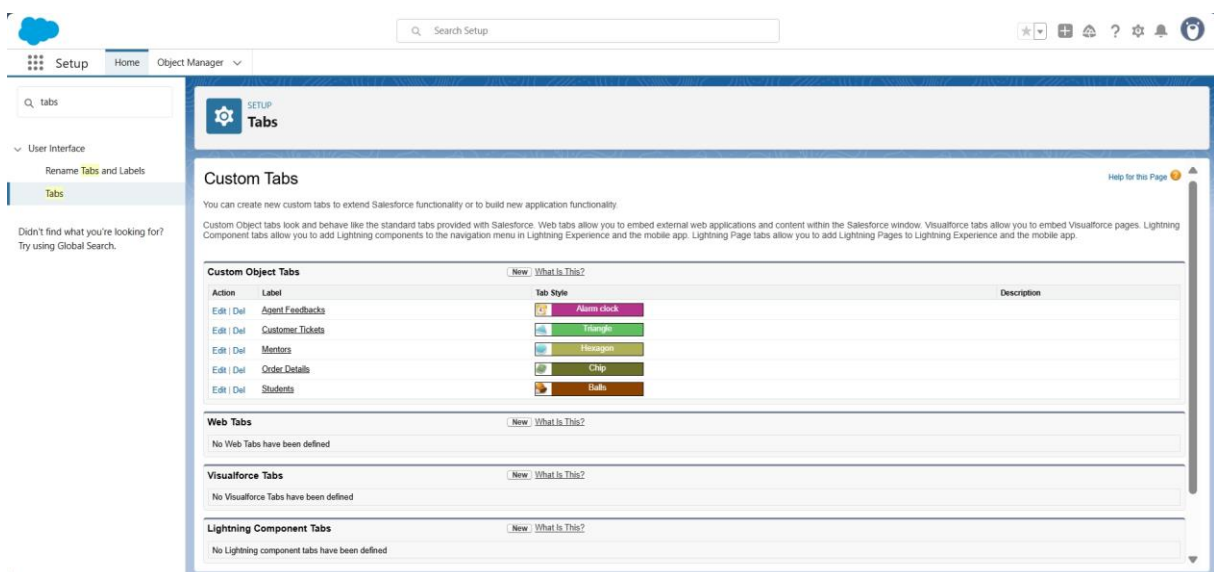 Search Setup
Setup
Home
Object Manager
tabs
User Interface
Rename Tabs and Labels
Tabs
Didn't find what you're looking for?
Try using Global Search.
SETUP
Tabs
Custom Tabs
Help for this Page
You can create new custom tabs to extend Salesforce functionality or to build new application functionality.
Custom Object tabs look and behave like the standard tabs provided with Salesforce. Web tabs allow you to embed external web applications and content within the Salesforce window. Visualforce tabs allow you to embed Visualforce pages. Lightning
Component tabs allow you to add Lightning components to the navigation menu in Lightning Experience and the mobile app. Lightning Page tabs allow you to add Lightning Pages to Lightning Experience and the mobile app.
Custom Object Tabs New What Is This?
Action Label Tab Style Description
Edit | Del Agent Feedbacks Alarm clock
Edit | Del Customer Tickets Triangle
Edit | Del Mentors Hexagon
Edit | Del Order Details Chip
Edit | Del Students Balls
Web Tabs New What Is This?
No Web Tabs have been defined
Visualforce Tabs New What Is This?
No Visualforce Tabs have been defined
Lightning Component Tabs New What Is This?
No Lightning component tabs have been defined